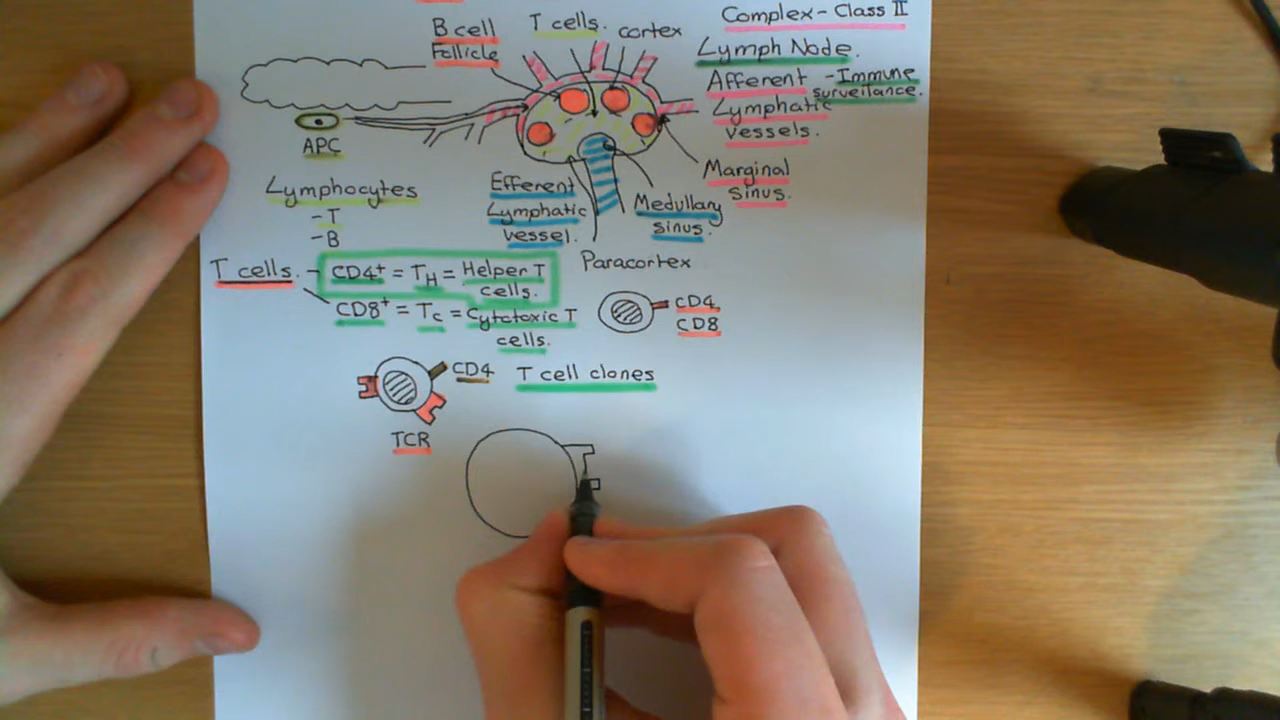 Complex - Class II
B cell
Follicle
T cells.
cortex
Lymph Node.
Afferent
Lymphatic
vessels.
- Immune
surveilance.
APC
Lymphocytes
- T
- B
Efferent
Lymphatic
vessel.
Medullary
sinus.
Marginal
sinus.
Paracortex
T cells. - CD4⁺ = TH = Helper T
cells.
CD8⁺ = Tc = Cytotoxic T
cells.
CD4
CD8
CD4
T cell clones
TCR